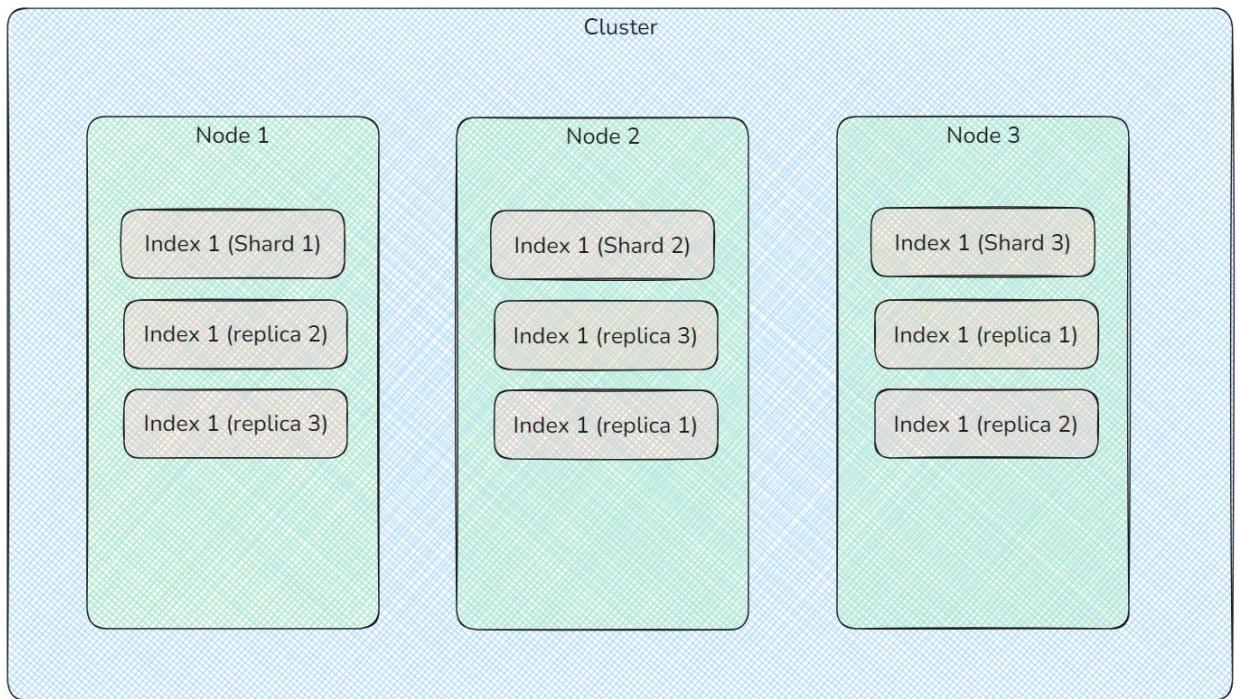 Cluster
Node 1
Index 1 (Shard 1)
Index 1 (replica 2)
Index 1 (replica 3)
Node 2
Index 1 (Shard 2)
Index 1 (replica 3)
Index 1 (replica 1)
Node 3
Index 1 (Shard 3)
Index 1 (replica 1)
Index 1 (replica 2)